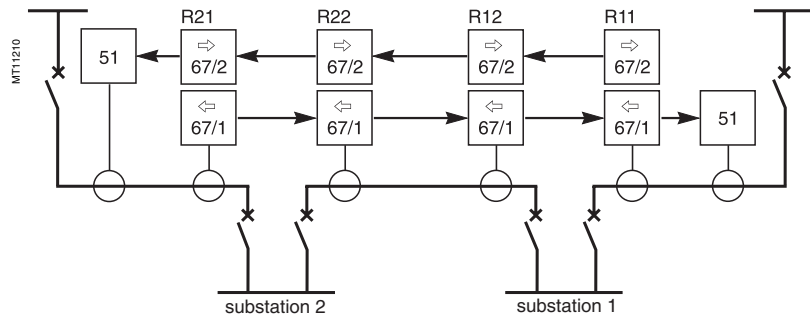 R21 R22 R12 R11
51 67/2 67/2 67/2 67/2
MT11210
67/1 67/1 67/1 67/1 51
substation 2 substation 1